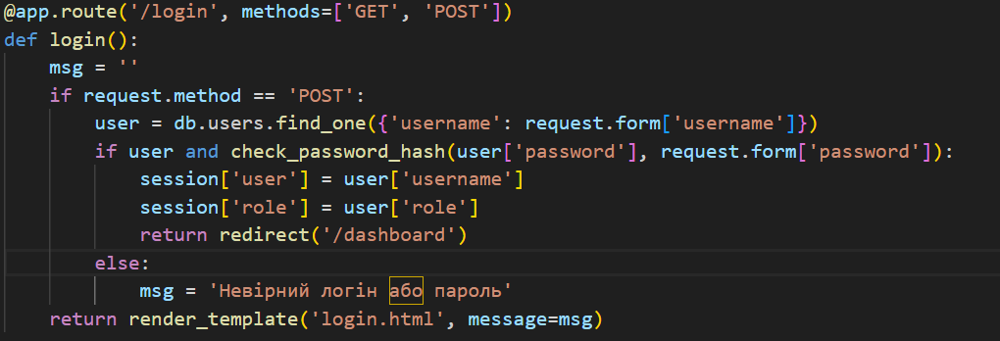 @app.route('/login', methods=['GET', 'POST'])
def login():
    msg = ''
    if request.method == 'POST':
        user = db.users.find_one({'username': request.form['username']})
        if user and check_password_hash(user['password'], request.form['password']):
            session['user'] = user['username']
            session['role'] = user['role']
            return redirect('/dashboard')
        else:
            msg = 'Невірний логін або пароль'
    return render_template('login.html', message=msg)